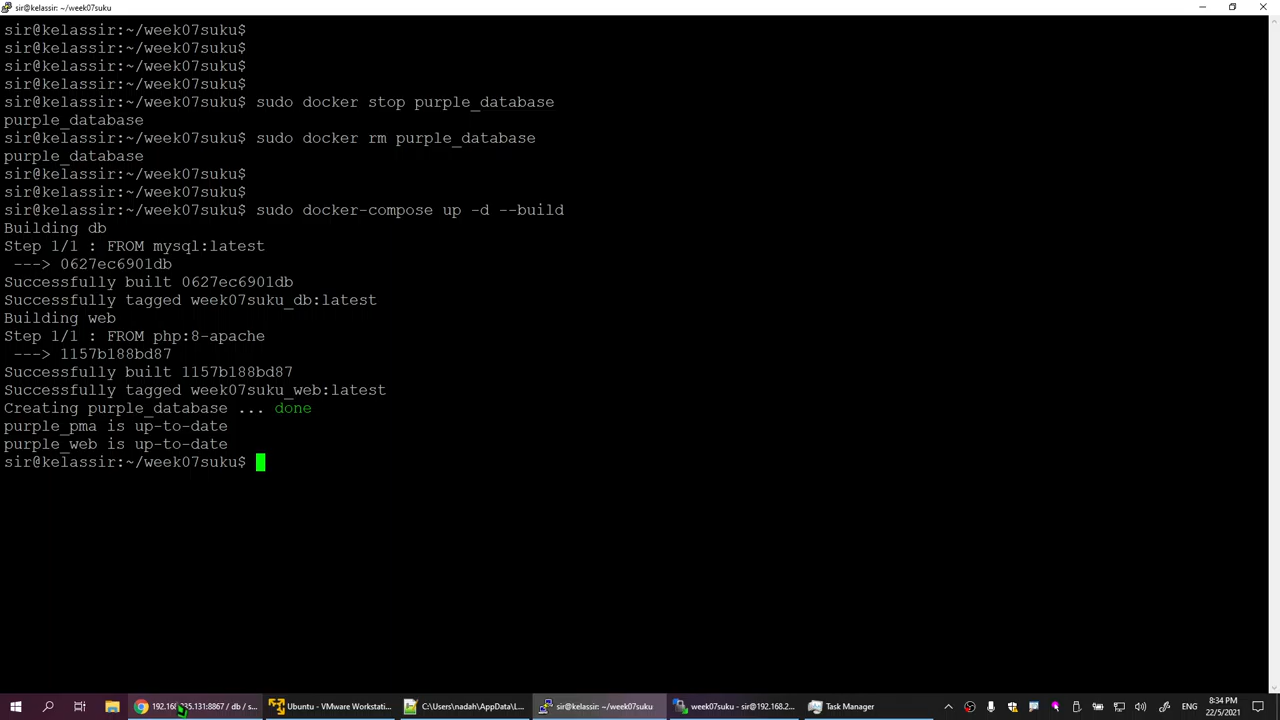 sir@kelassir: ~/week07suku
sir@kelassir:~/week07suku$
sir@kelassir:~/week07suku$
sir@kelassir:~/week07suku$
sir@kelassir:~/week07suku$
sir@kelassir:~/week07suku$ sudo docker stop purple_database
purple_database
sir@kelassir:~/week07suku$ sudo docker rm purple_database
purple_database
sir@kelassir:~/week07suku$
sir@kelassir:~/week07suku$
sir@kelassir:~/week07suku$ sudo docker-compose up -d --build
Building db
Step 1/1 : FROM mysql:latest
---> 0627ec6901db
Successfully built 0627ec6901db
Successfully tagged week07suku_db:latest
Building web
Step 1/1 : FROM php:8-apache
---> 1157b188bd87
Successfully built 1157b188bd87
Successfully tagged week07suku_web:latest
Creating purple_database ... done
purple_pma is up-to-date
purple_web is up-to-date
sir@kelassir:~/week07suku$
/ db / s...
Ubuntu - VMware Workstati...
C:\Users\nadah\AppData\L...
sir@kelassir: ~/week07suku
week07suku - sir@192.168.2...
Task Manager
ENG
8:34 PM
22/5/2021